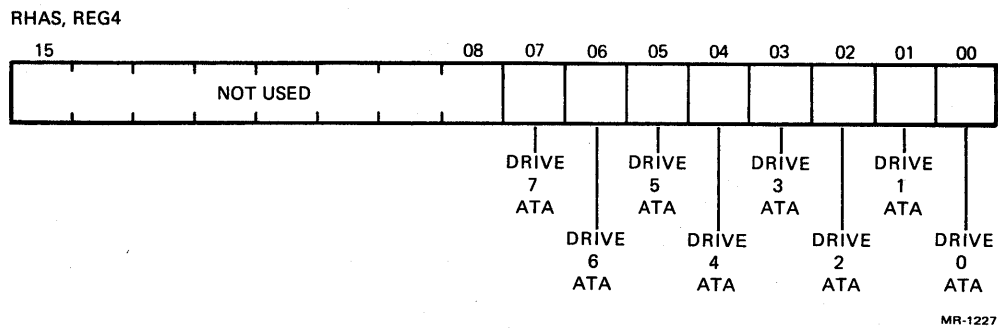 RHAS, REG4
15 08 07 06 05 04 03 02 01 00
NOT USED
DRIVE DRIVE DRIVE DRIVE
7 5 3 1
ATA ATA ATA ATA
DRIVE DRIVE DRIVE DRIVE
6 4 2 0
ATA ATA ATA ATA
MR-1227